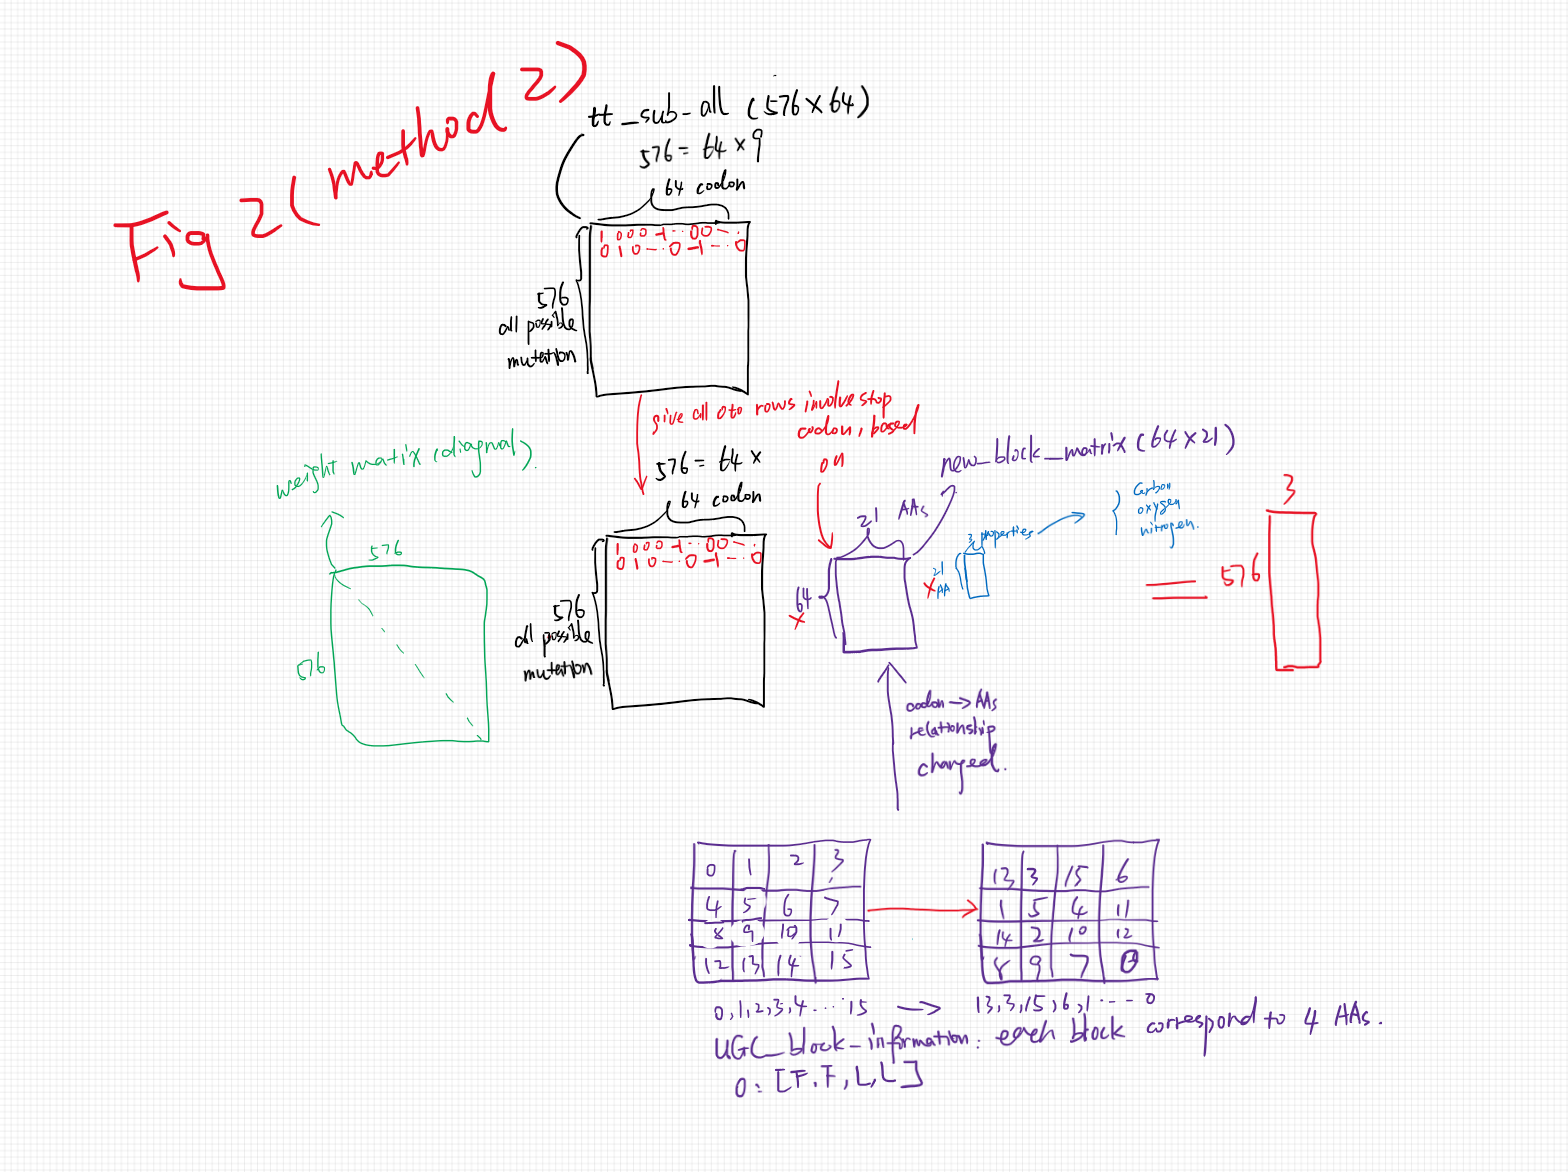 Fig 2 (method 2)
tt_sub-all (576 x 64)
576 = 64 x 9
64 codon
1 0 0 0 -1 ·· 0 0 - ··
0 1 0 - ·· 0 -1 - ·· 0
576
all possible
mutation
give all 0 to rows involve stop
codon, based
on
576 = 64 x
64 codon
1 0 0 0 -1 ·· 0 0 - ··
0 1 0 - ·· 0 -1 - ·· 0
576
all possible
mutation
weight matrix (diagnal).
576
576
new_block_matrix (64 x 21)
21 AAs
64
x
3 properties
21
x AA
Carbon
oxygen
nitrogen.
=
3
576
codon → AAs
relationship
changed.
0 1 2 3
4 5 6 7
8 9 10 11
12 13 14 15
13 3 15 6
1 5 4 11
14 2 10 12
8 9 7 0
0,1,2,3,4 ···· 15 → 13,3,15,6,1 ···- 0
UGC_block-information: each block correspond to 4 AAs.
0: [F, F, L, L]